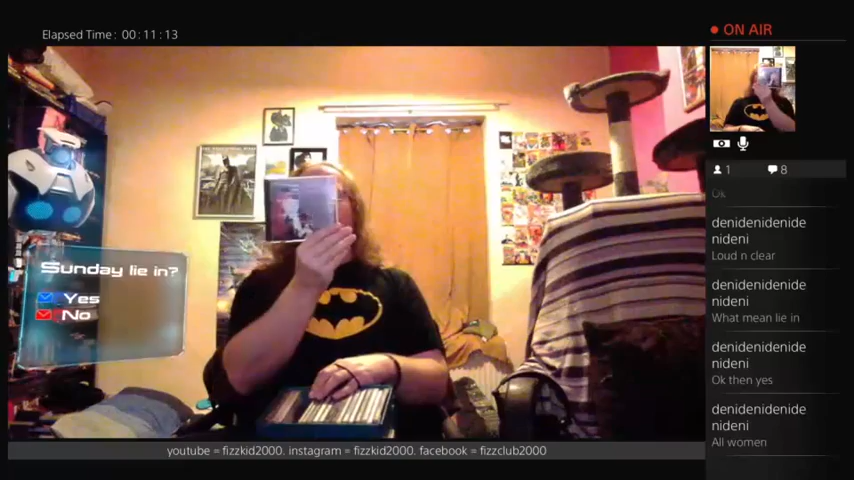 Elapsed Time : 00:11:13
ON AIR
1
8
Ok
denidenidenide
nideni
Loud n clear
denidenidenide
nideni
What mean lie in
denidenidenide
nideni
Ok then yes
denidenidenide
nideni
All women
Sunday lie in?
Yes
No
youtube = fizzkid2000. instagram = fizzkid2000. facebook = fizzclub2000